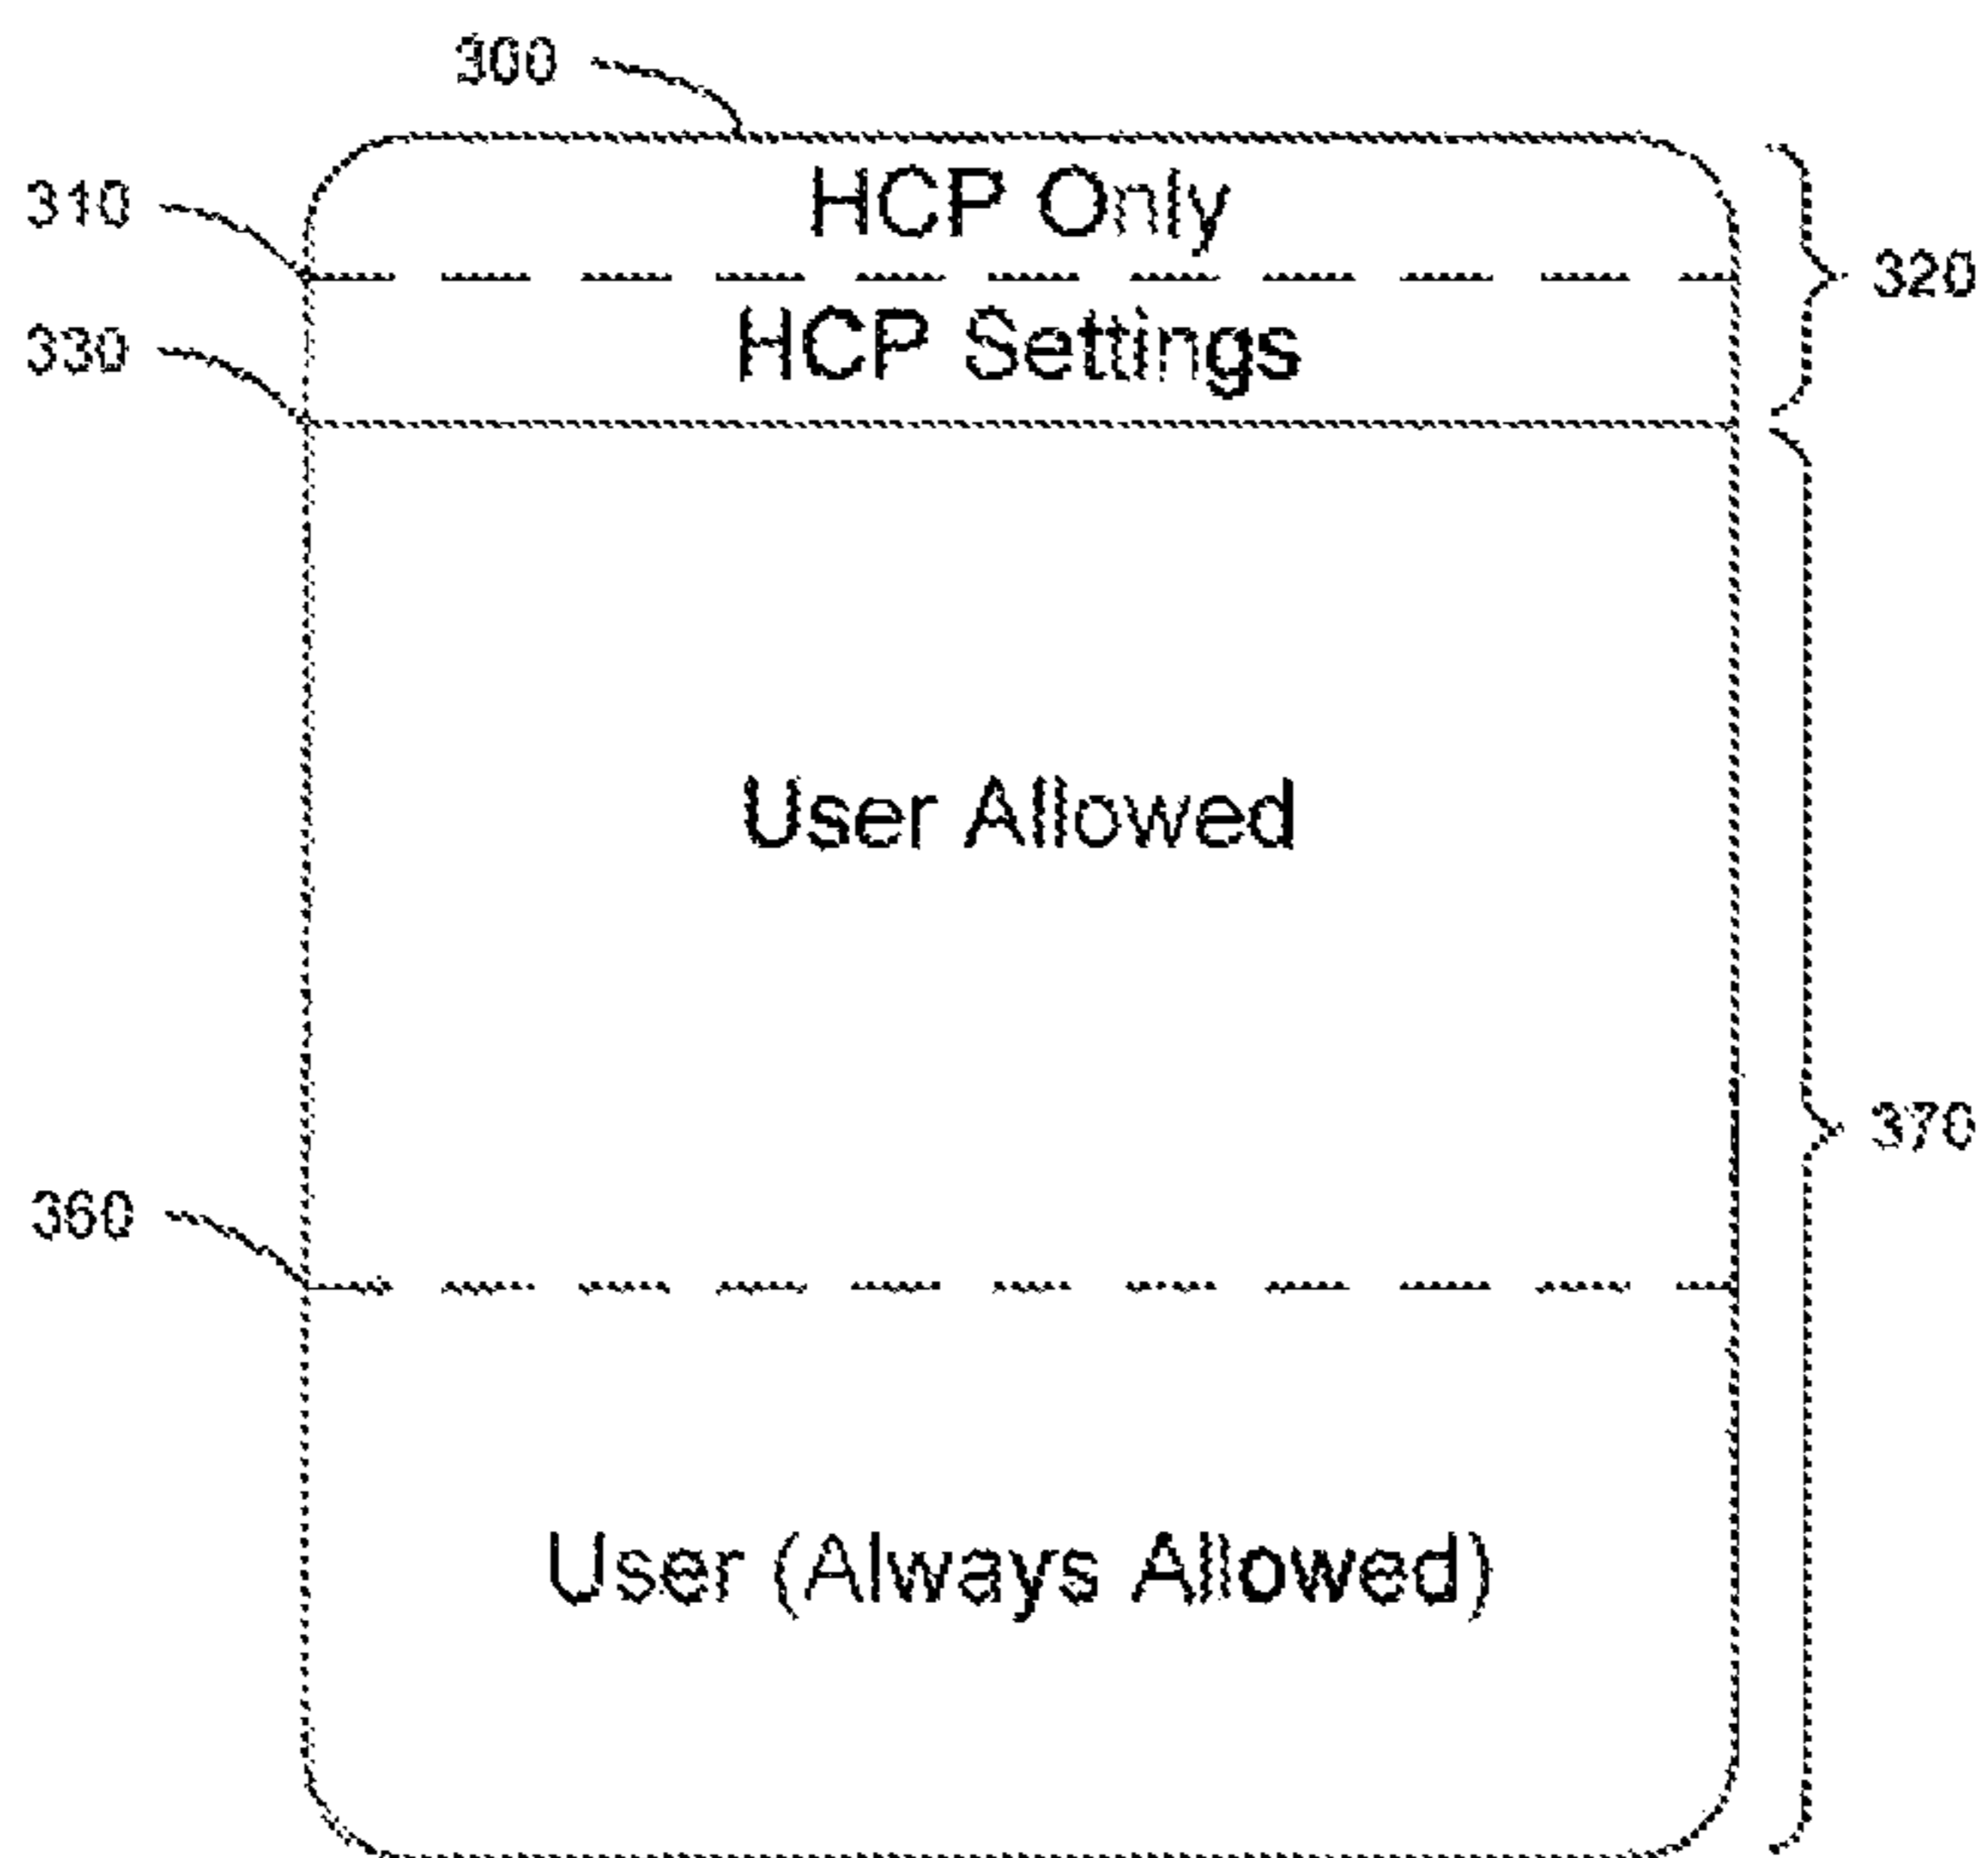 300
310
HCP Only
320
330
HCP Settings
User Allowed
370
360
User (Always Allowed)